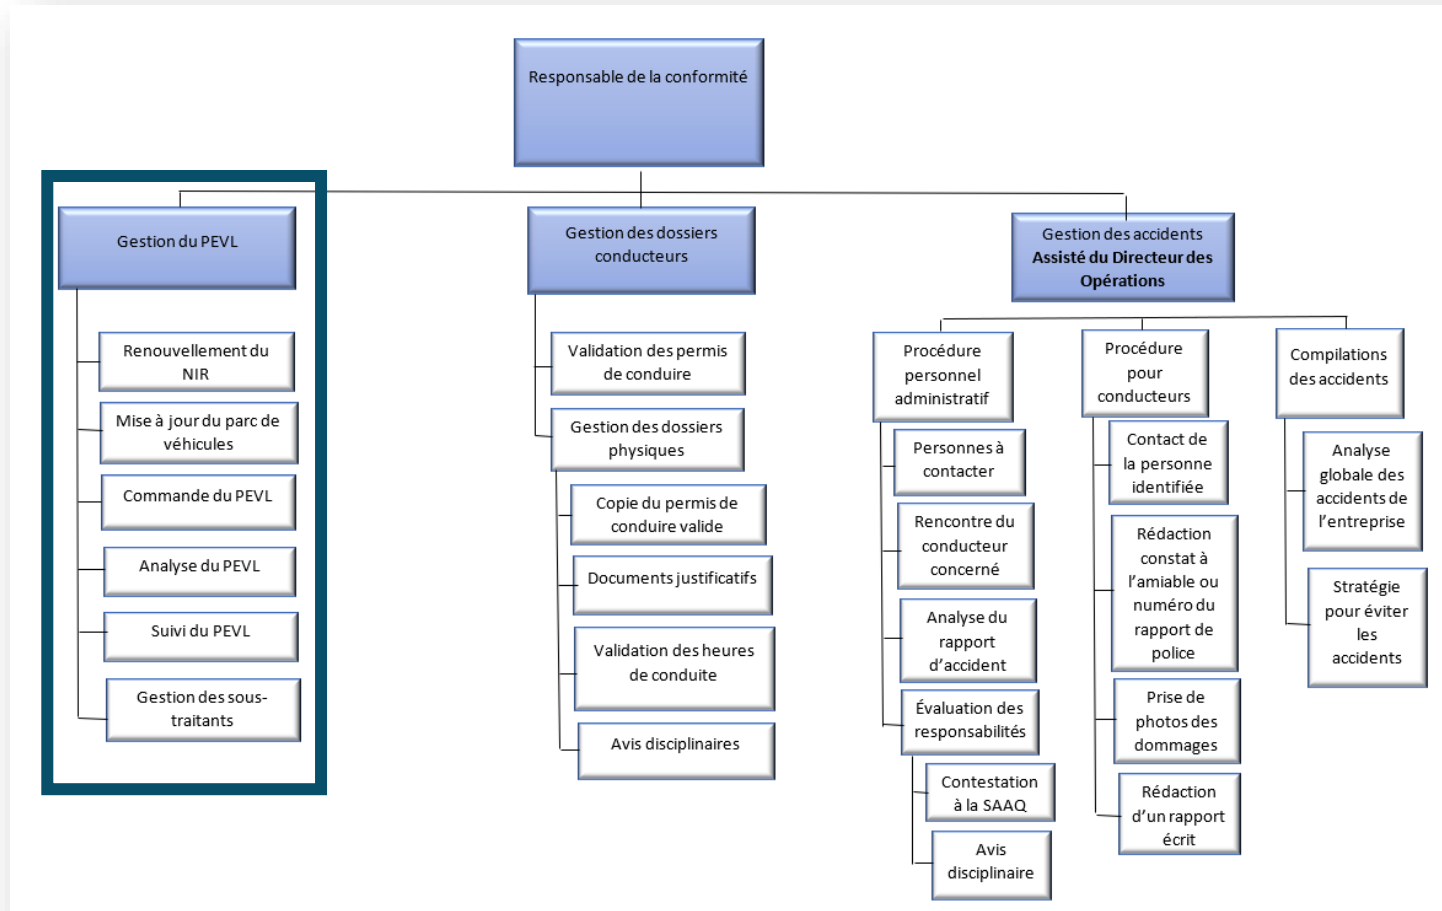 Responsable de la conformité
Gestion du PEVL
Renouvellement du
NIR
Mise à jour du parc de
véhicules
Commande du PEVL
Analyse du PEVL
Suivi du PEVL
Gestion des sous-
traitants
Gestion des dossiers
conducteurs
Validation des permis
de conduire
Gestion des dossiers
physiques
Copie du permis de
conduire valide
Documents justificatifs
Validation des heures
de conduite
Avis disciplinaires
Gestion des accidents
Assisté du Directeur des
Opérations
Procédure
personnel
administratif
Personnes à
contacter
Rencontre du
conducteur
concerné
Analyse du
rapport
d’accident
Évaluation des
responsabilités
Contestation
à la SAAQ
Avis
disciplinaire
Procédure
pour
conducteurs
Contact de
la personne
identifiée
Rédaction
constat à
l’amiable ou
numéro du
rapport de
police
Prise de
photos des
dommages
Rédaction
d’un rapport
écrit
Compilations
des accidents
Analyse
globale des
accidents de
l’entreprise
Stratégie
pour éviter
les
accidents